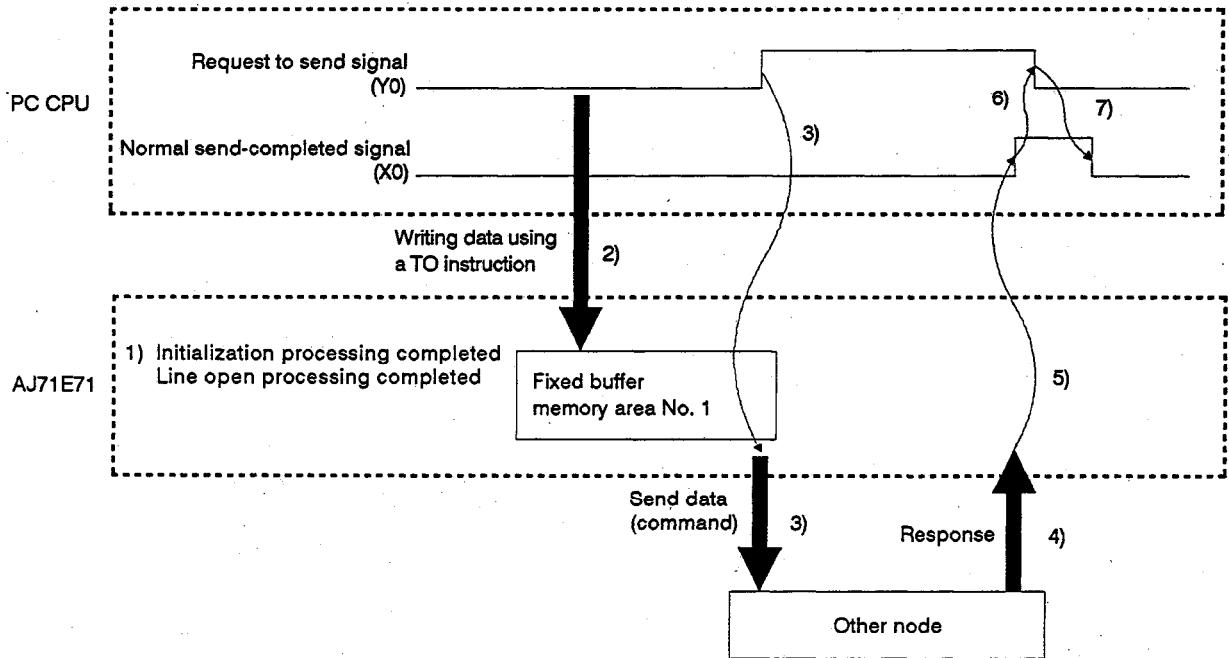 Request to send signal
(Y0)
PC CPU
6)
3)
7)
Normal send-completed signal
(X0)
Writing data using
a TO instruction
2)
1) Initialization processing completed
Line open processing completed
AJ71E71
Fixed buffer
memory area No. 1
5)
Send data
(command)
3)
Response
4)
Other node